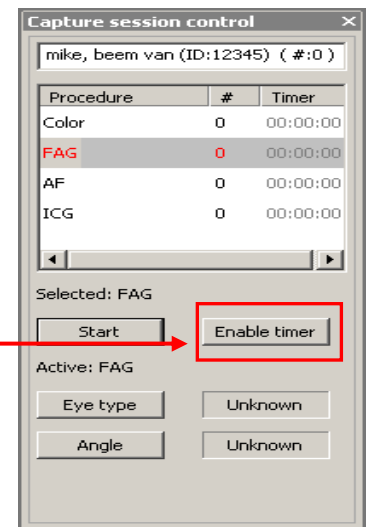 Capture session control ×
mike, beem van (ID:12345) ( #:0 )
Procedure # Timer
Color 0 00:00:00
FAG 0 00:00:00
AF 0 00:00:00
ICG 0 00:00:00
Selected: FAG
Start Enable timer
Active: FAG
Eye type Unknown
Angle Unknown